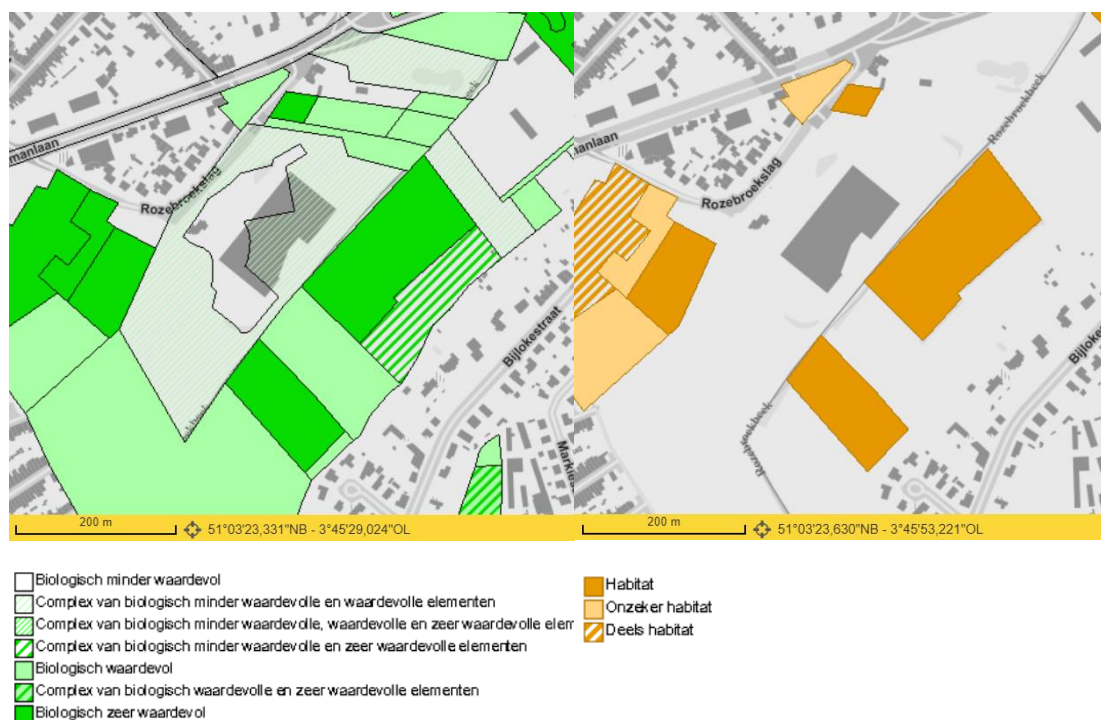 manlaan
Rozebroekslag
Bijlokestraat
200 m
51°03'23,331"NB - 3°45'29,024"OL
Rozebroekbeek
manlaan
Rozebroekslag
200 m
51°03'23,630"NB - 3°45'53,221"OL
Biologisch minder waardevol
Complex van biologisch minder waardevolle en waardevolle elementen
Complex van biologisch minder waardevolle, waardevolle en zeer waardevolle elem
Complex van biologisch minder waardevolle en zeer waardevolle elementen
Biologisch waardevol
Complex van biologisch waardevolle en zeer waardevolle elementen
Biologisch zeer waardevol
Habitat
Onzeker habitat
Deels habitat